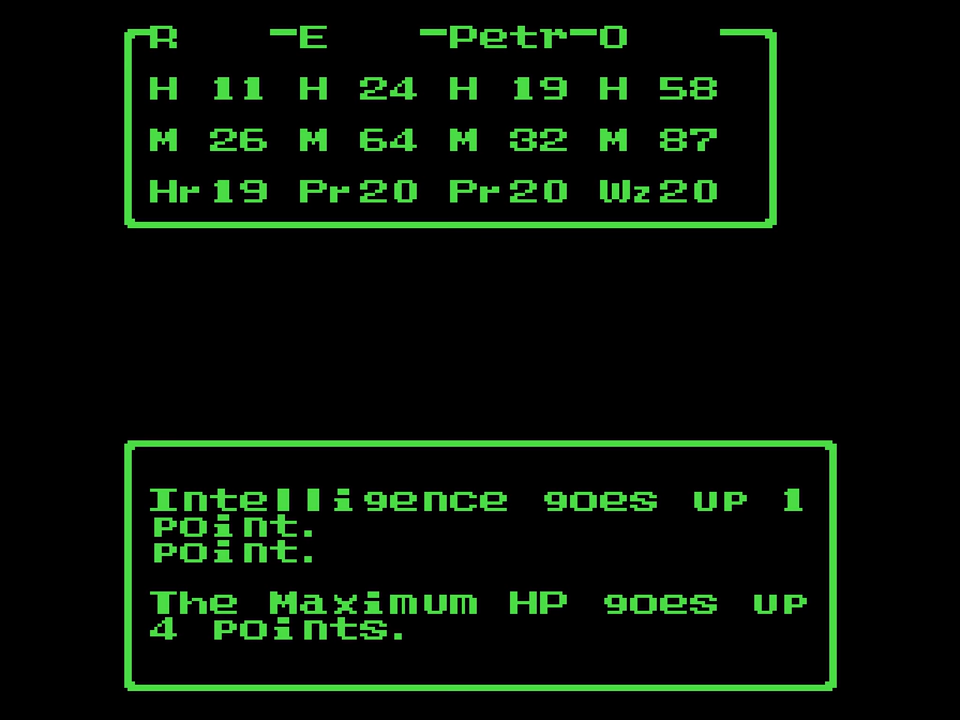 R E Petr O
H 11 H 24 H 19 H 58
M 26 M 64 M 32 M 87
Hr19 Pr20 Pr20 Wz20
Intelligence goes up 1
point.
point.
The Maximum HP goes up
4 points.